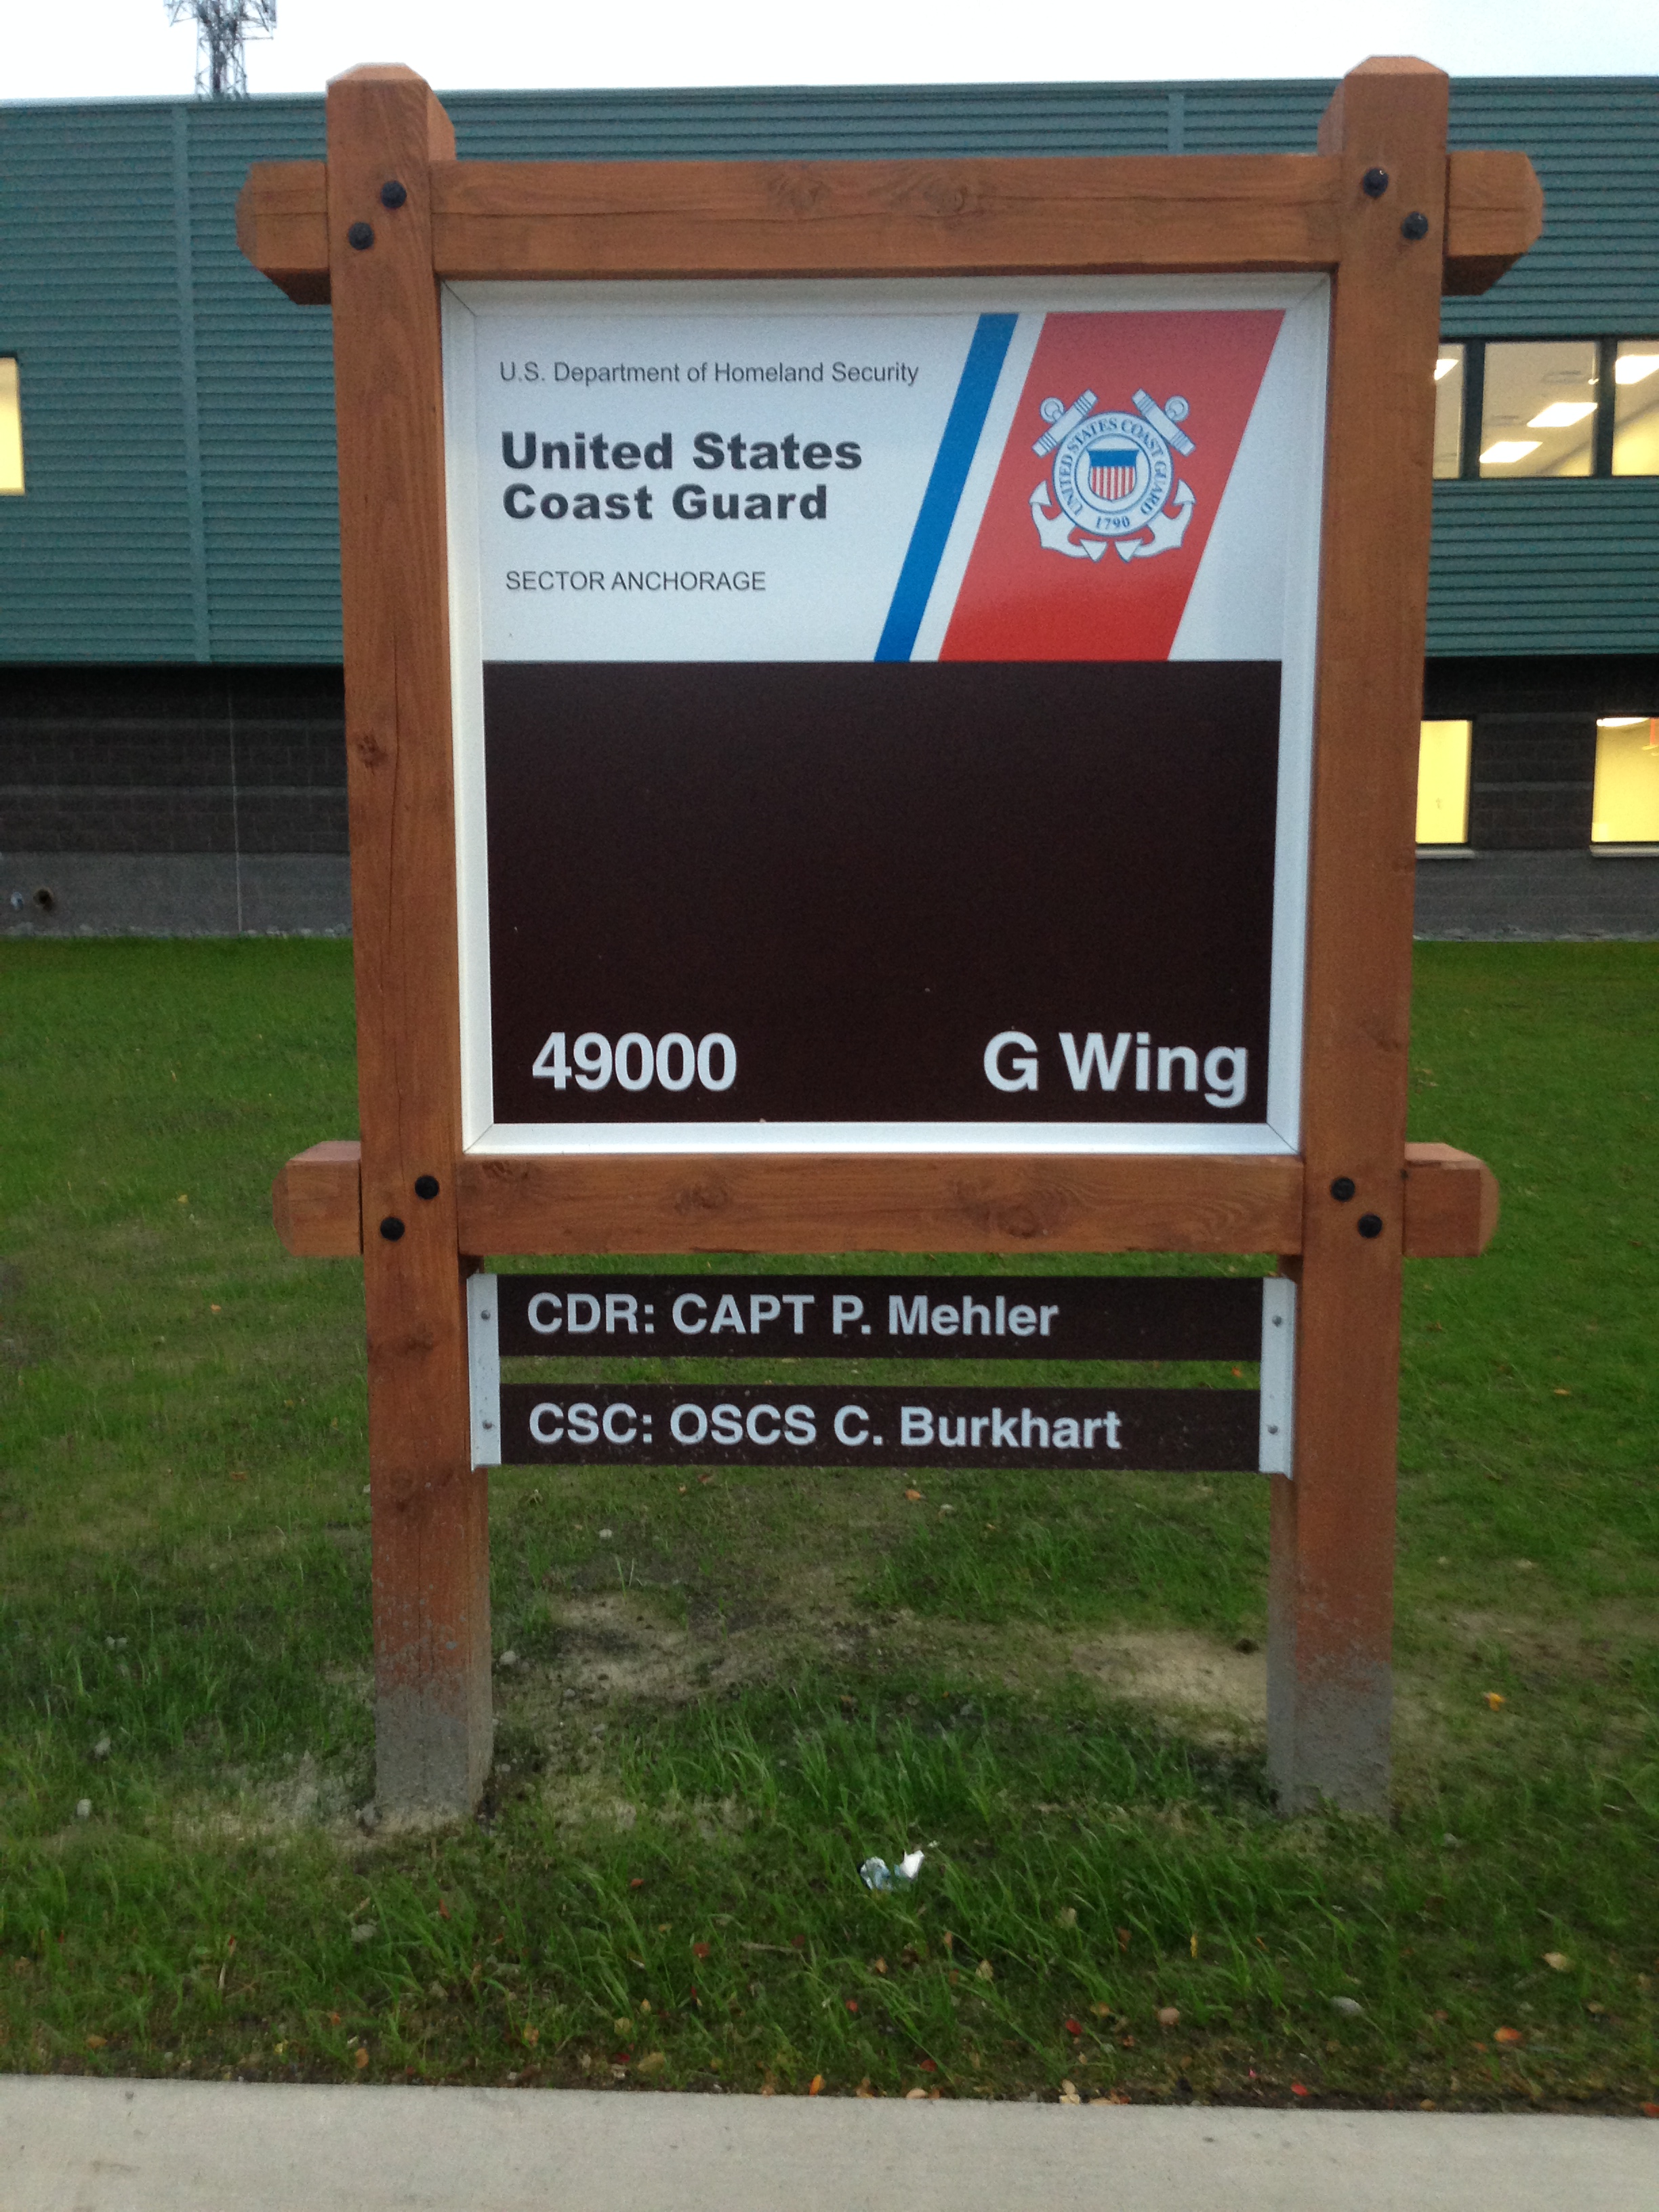 U.S. Department of Homeland Security
United States
Coast Guard
SECTOR ANCHORAGE
UNITED STATES COAST GUARD
1790
49000 G Wing
CDR: CAPT P. Mehler
CSC: OSCS C. Burkhart